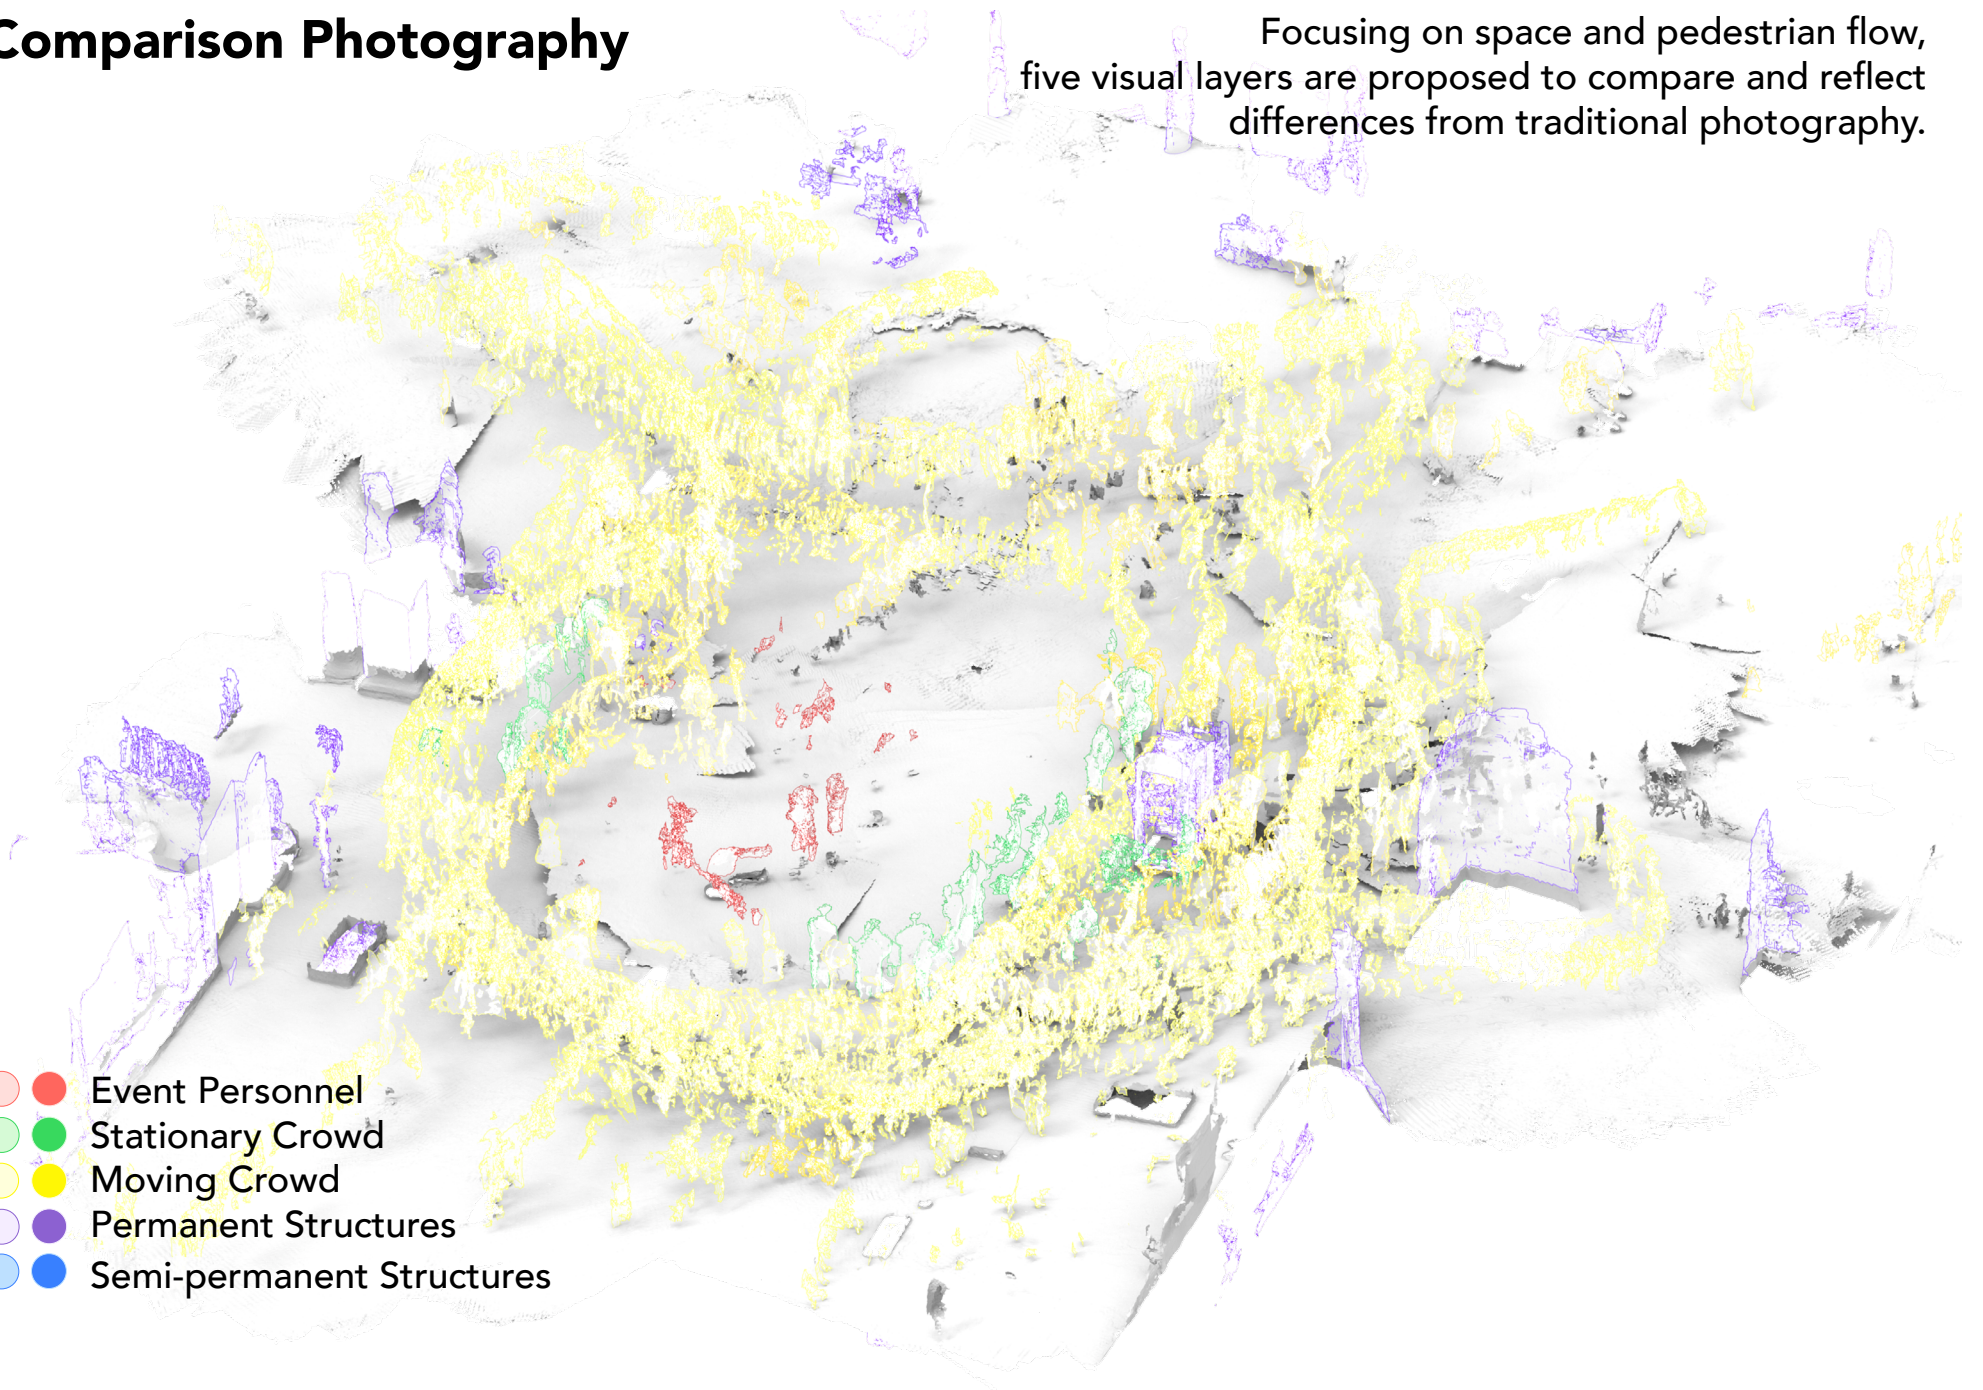 Comparison Photography
Focusing on space and pedestrian flow,
five visual layers are proposed to compare and reflect
differences from traditional photography.
Event Personnel
Stationary Crowd
Moving Crowd
Permanent Structures
Semi-permanent Structures